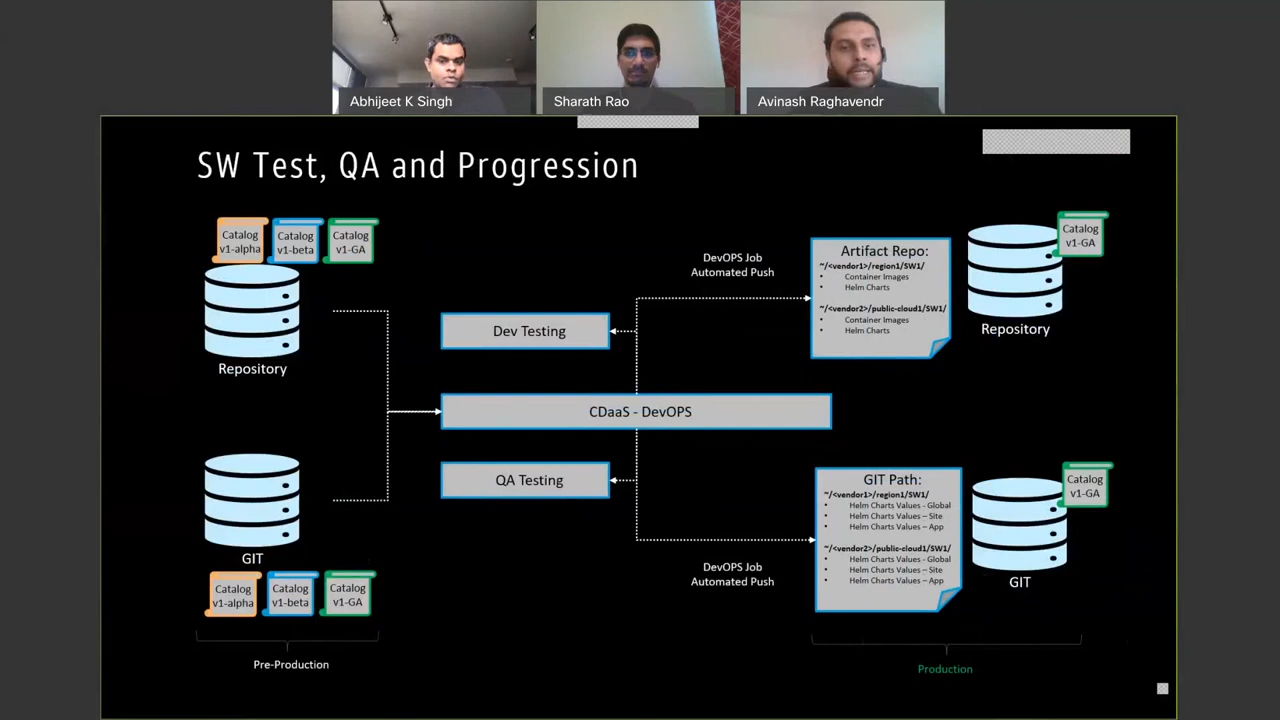 Abhijeet K Singh
Sharath Rao
Avinash Raghavendr
SW Test, QA and Progression
Catalog
v1-alpha
Catalog
v1-beta
Catalog
v1-GA
Repository
GIT
Catalog
v1-alpha
Catalog
v1-beta
Catalog
v1-GA
Pre-Production
Dev Testing
CDaaS - DevOPS
QA Testing
DevOPS Job
Automated Push
DevOPS Job
Automated Push
Artifact Repo:
~/<vendor1>/region1/SW1/
• Container Images
• Helm Charts
~/<vendor2>/public-cloud1/SW1/
• Container Images
• Helm Charts
Catalog
v1-GA
Repository
GIT Path:
~/<vendor1>/region1/SW1/
• Helm Charts Values - Global
• Helm Charts Values – Site
• Helm Charts Values – App
~/<vendor2>/public-cloud1/SW1/
• Helm Charts Values - Global
• Helm Charts Values – Site
• Helm Charts Values – App
Catalog
v1-GA
GIT
Production